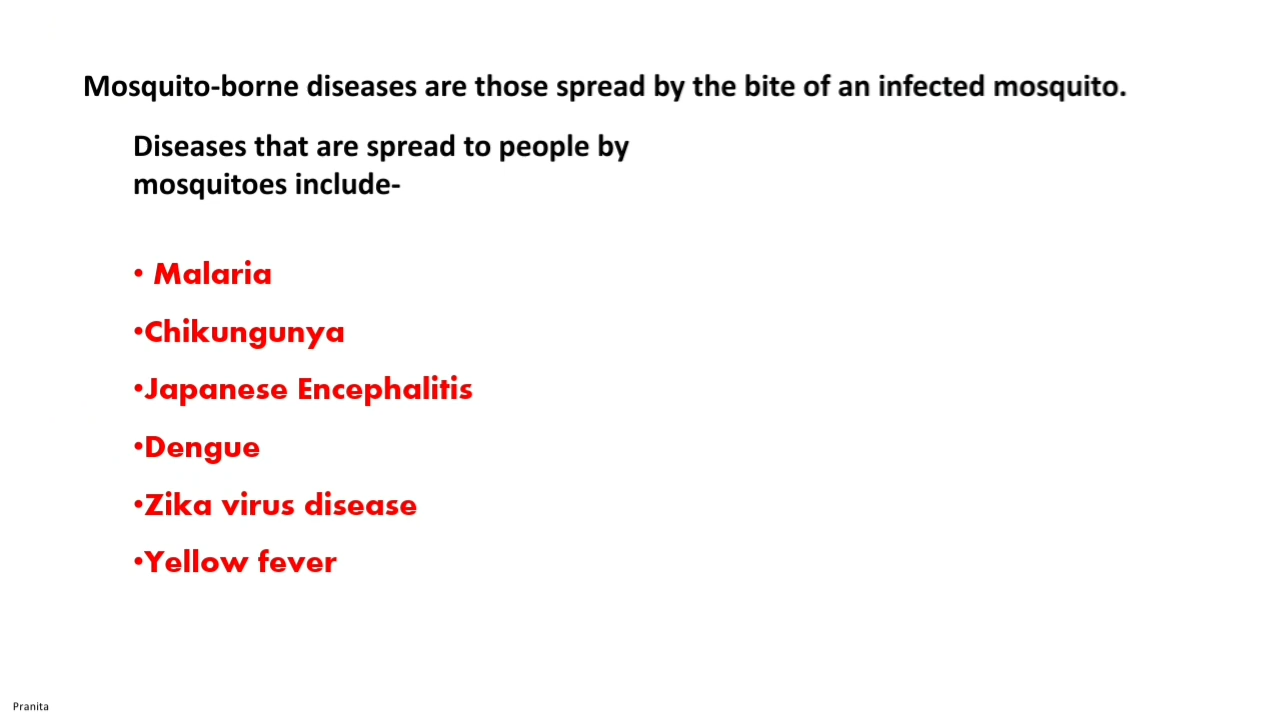 Mosquito-borne diseases are those spread by the bite of an infected mosquito.
Diseases that are spread to people by
mosquitoes include-
• Malaria
•Chikungunya
•Japanese Encephalitis
•Dengue
•Zika virus disease
•Yellow fever
Pranita